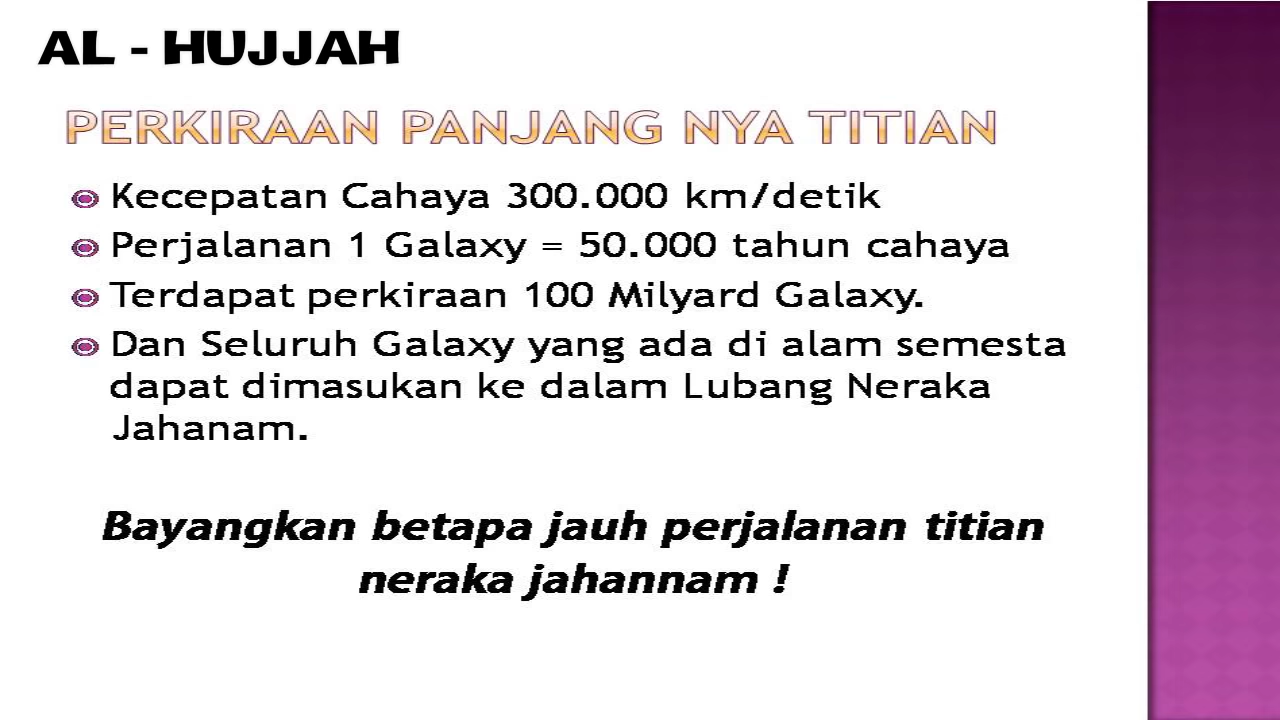 AL - HUJJAH
PERKIRAAN PANJANG NYA TITIAN
Kecepatan Cahaya 300.000 km/detik
Perjalanan 1 Galaxy = 50.000 tahun cahaya
Terdapat perkiraan 100 Milyard Galaxy.
Dan Seluruh Galaxy yang ada di alam semesta
dapat dimasukan ke dalam Lubang Neraka
Jahanam.
Bayangkan betapa jauh perjalanan titian
neraka jahannam !